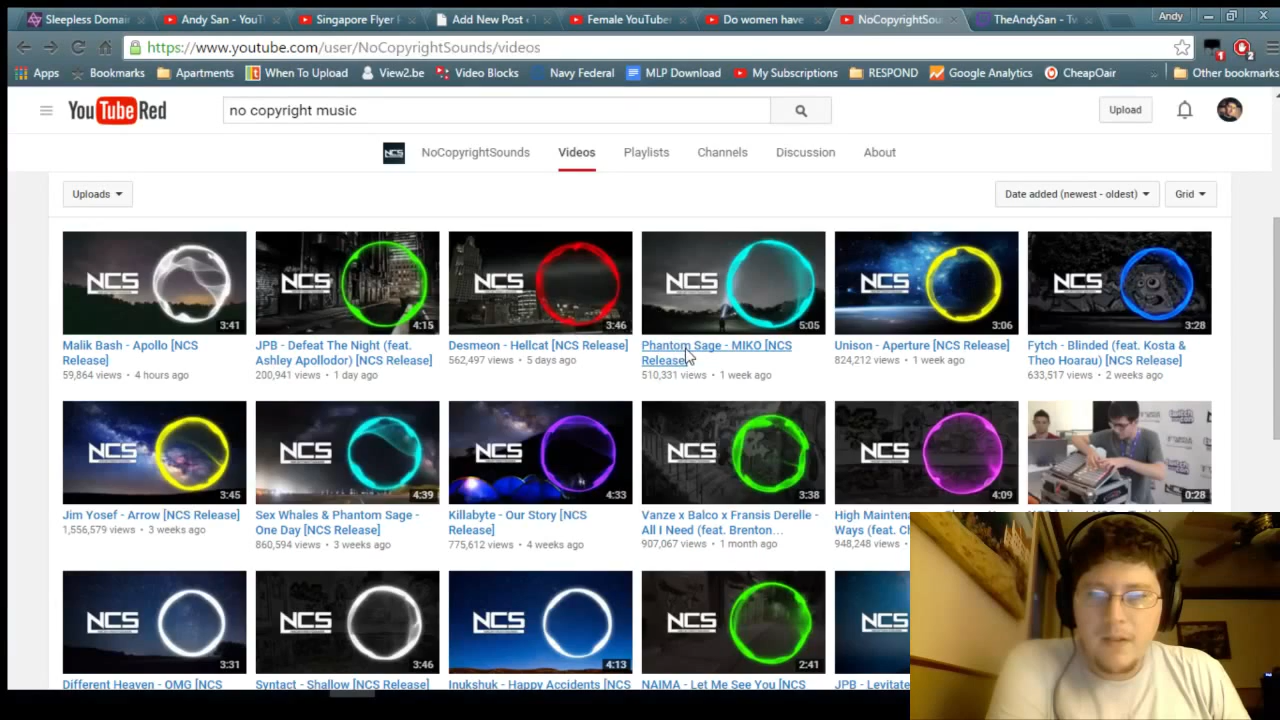 Sleepless Domai
Andy San - YouT
Singapore Flyer F
Add New Post ‹ T
Female YouTuber
Do women have
NoCopyrightSou
TheAndySan - Tw
Andy
https://www.youtube.com/user/NoCopyrightSounds/videos
1
2
Apps
Bookmarks
Apartments
When To Upload
View2.be
Video Blocks
Navy Federal
MLP Download
My Subscriptions
RESPOND
Google Analytics
CheapOair
»
Other bookmarks
YouTube Red
no copyright music
Upload
NCS
NoCopyrightSounds
Videos
Playlists
Channels
Discussion
About
Uploads
Date added (newest - oldest)
Grid
NCS
3:41
NCS
4:15
NCS
3:46
NCS
5:05
NCS
3:06
NCS
3:28
Malik Bash - Apollo [NCS
Release]
59,864 views • 4 hours ago
JPB - Defeat The Night (feat.
Ashley Apollodor) [NCS Release]
200,941 views • 1 day ago
Desmeon - Hellcat [NCS Release]
562,497 views • 5 days ago
Phantom Sage - MIKO [NCS
Release]
510,331 views • 1 week ago
Unison - Aperture [NCS Release]
824,212 views • 1 week ago
Fytch - Blinded (feat. Kosta &
Theo Hoarau) [NCS Release]
633,517 views • 2 weeks ago
NCS
3:45
NCS
4:39
NCS
4:33
NCS
3:38
NCS
4:09
0:28
Jim Yosef - Arrow [NCS Release]
1,556,579 views • 3 weeks ago
Sex Whales & Phantom Sage -
One Day [NCS Release]
860,594 views • 3 weeks ago
Killabyte - Our Story [NCS
Release]
775,612 views • 4 weeks ago
Vanze x Balco x Fransis Derelle -
All I Need (feat. Brenton...
907,067 views • 1 month ago
High Maintena
Ways (feat. Ch
948,248 views
NCS
3:31
NCS
3:46
NCS
4:13
NCS
2:41
NCS
Different Heaven - OMG [NCS
Syntact - Shallow [NCS Release]
Inukshuk - Happy Accidents [NCS
NAIMA - Let Me See You [NCS
JPB - Levitate